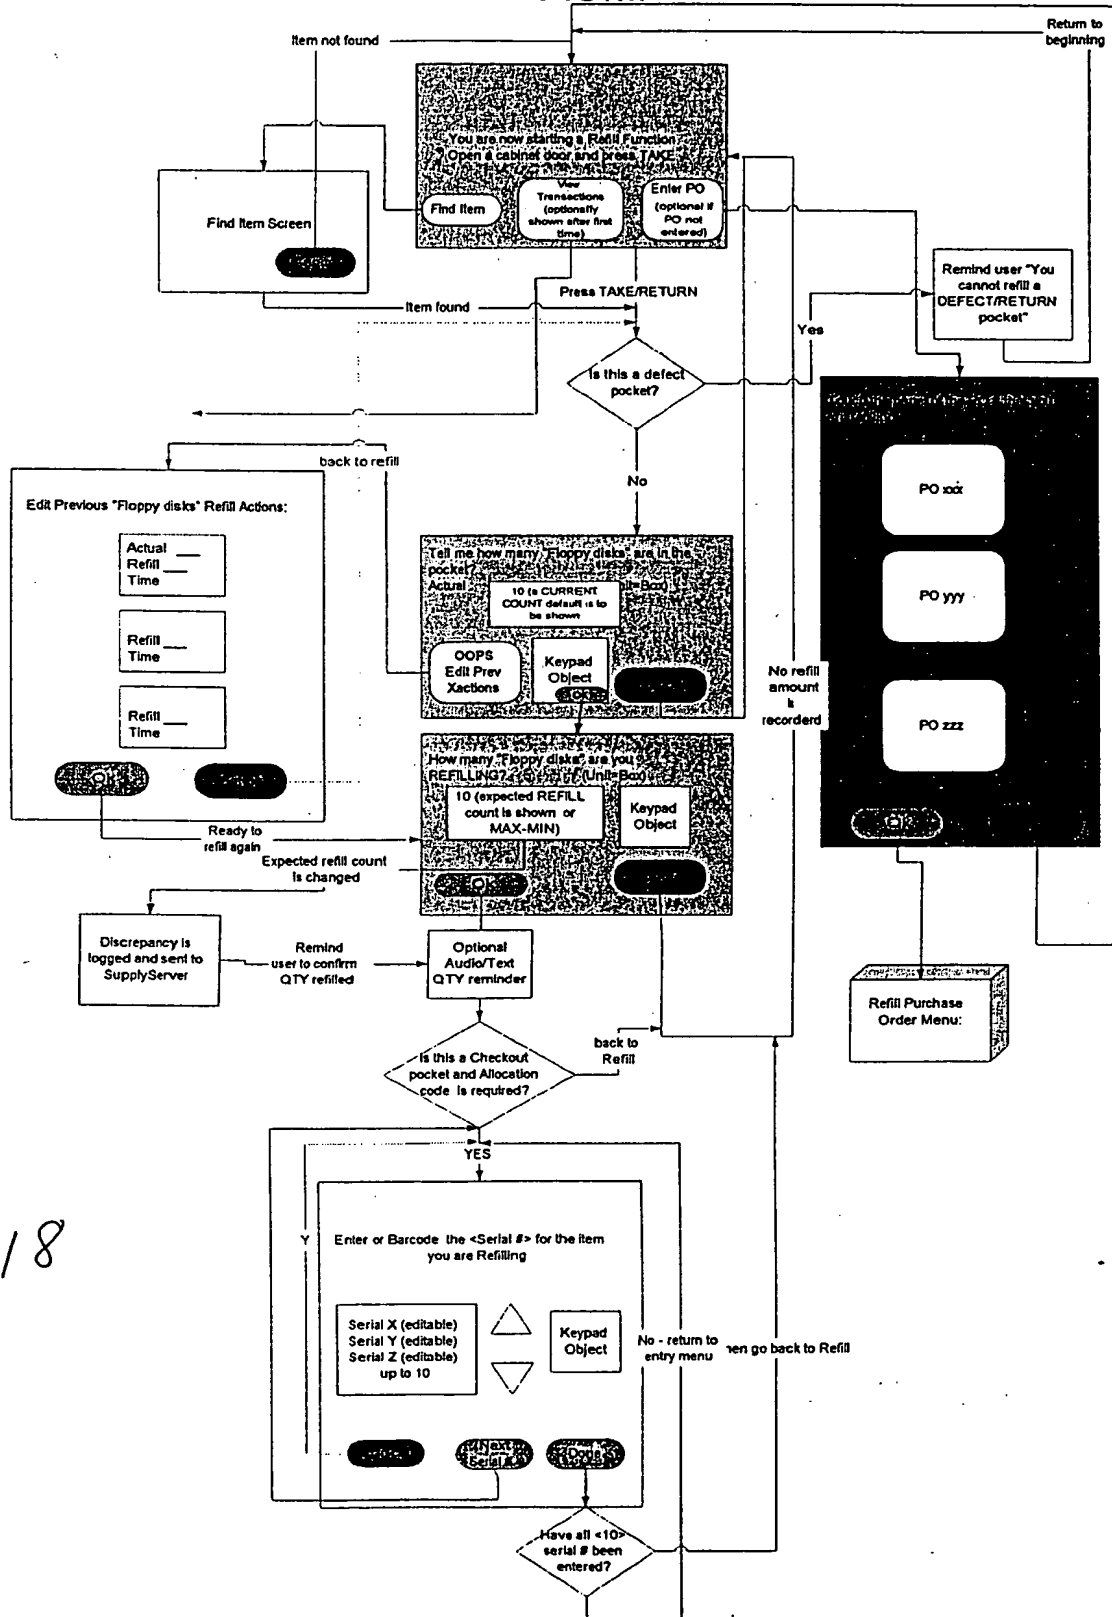 Return to
beginning
Item not found
You are now starting a Refill Function
Open a cabinet door and press TAKE
Find Item
View
Transactions
(optionally
shown after first
time)
Enter PO
(optional if
PO not
entered)
Find Item Screen
Remind user "You
cannot refill a
DEFECT/RETURN
pocket"
Press TAKE/RETURN
Item found
Yes
Is this a defect
pocket?
back to refill
No
Edit Previous "Floppy disks" Refill Actions:
Actual
Refill
Time
Refill
Time
Refill
Time
OK
PO xxx
PO yyy
PO zzz
OK
Tell me how many "Floppy disks" are in the
pocket?
Actual
10 (s CURRENT
COUNT default is to
be shown
OOPS
Edit Prev
Xactions
Keypad
Object
OK
No refill
amount
is
recorderd
How many "Floppy disks" are you
REFILLING? (Unit=Box)
10 (expected REFILL
count is shown or
MAX-MIN)
Keypad
Object
OK
Ready to
refill again
Expected refill count
is changed
Discrepancy is
logged and sent to
SupplyServer
Remind
user to confirm
QTY refilled
Optional
Audio/Text
QTY reminder
Refill Purchase
Order Menu:
Is this a Checkout
pocket and Allocation
code is required?
back to
Refill
YES
Y
Enter or Barcode the <Serial #> for the item
you are Refilling
Serial X (editable)
Serial Y (editable)
Serial Z (editable)
up to 10
Keypad
Object
No - return to
entry menu
hen go back to Refill
Next
Serial #
Done
Have all <10>
serial # been
entered?
18